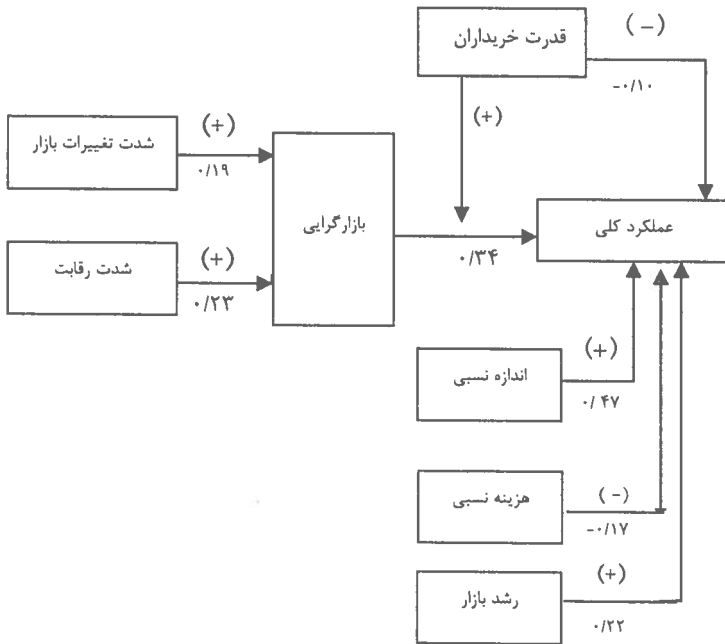 قدرت خریداران
(-)
-۰/۱۰
(+)
شدت تغییرات بازار
(+)
۰/۱۹
بازارگرایی
عملکرد کلی
۰/۳۴
شدت رقابت
(+)
۰/۲۳
اندازه نسبی
(+)
۰/۴۷
هزینه نسبی
(-)
-۰/۱۷
رشد بازار
(+)
۰/۲۲